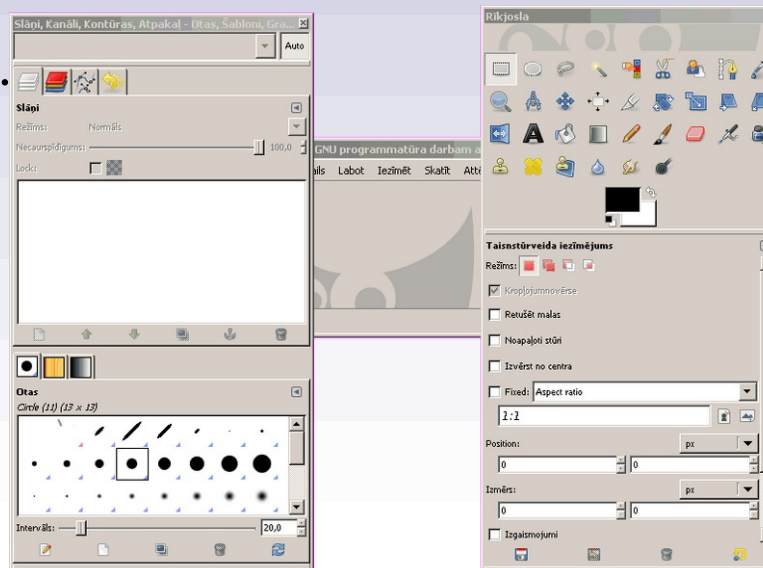 Slāņi, Kanāli, Kontūras, Atpakaļ - Otas, Šabloni, Gra...
Auto
Slāņi
Režīms: Normāls
Necaurspīdīgums: 100,0
Lock:
Otas
Circle (11) (13 × 13)
Intervāls: 20,0
GNU programmatūra darbam a
ails Labot Iezīmēt Skatīt Attē
Rīkjosla
Taisnstūrveida iezīmējums
Režīms:
Kropļojumnovērse
Retušēt malas
Noapaļoti stūri
Izvērst no centra
Fixed: Aspect ratio
1:1
Position: px
0 0
Izmērs: px
0 0
Izgaismojumi